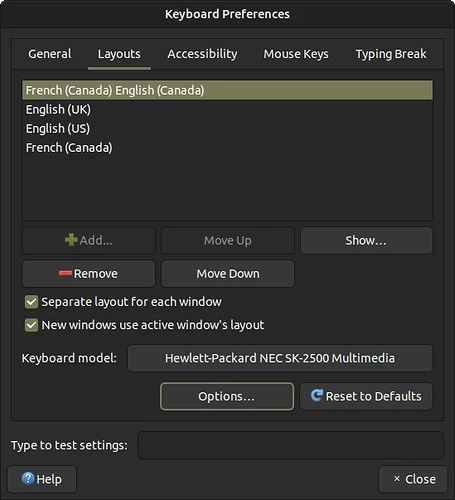 Keyboard Preferences
General Layouts Accessibility Mouse Keys Typing Break
French (Canada) English (Canada)
English (UK)
English (US)
French (Canada)
Add... Move Up Show...
Remove Move Down
Separate layout for each window
New windows use active window's layout
Keyboard model: Hewlett-Packard NEC SK-2500 Multimedia
Options... Reset to Defaults
Type to test settings:
Help × Close